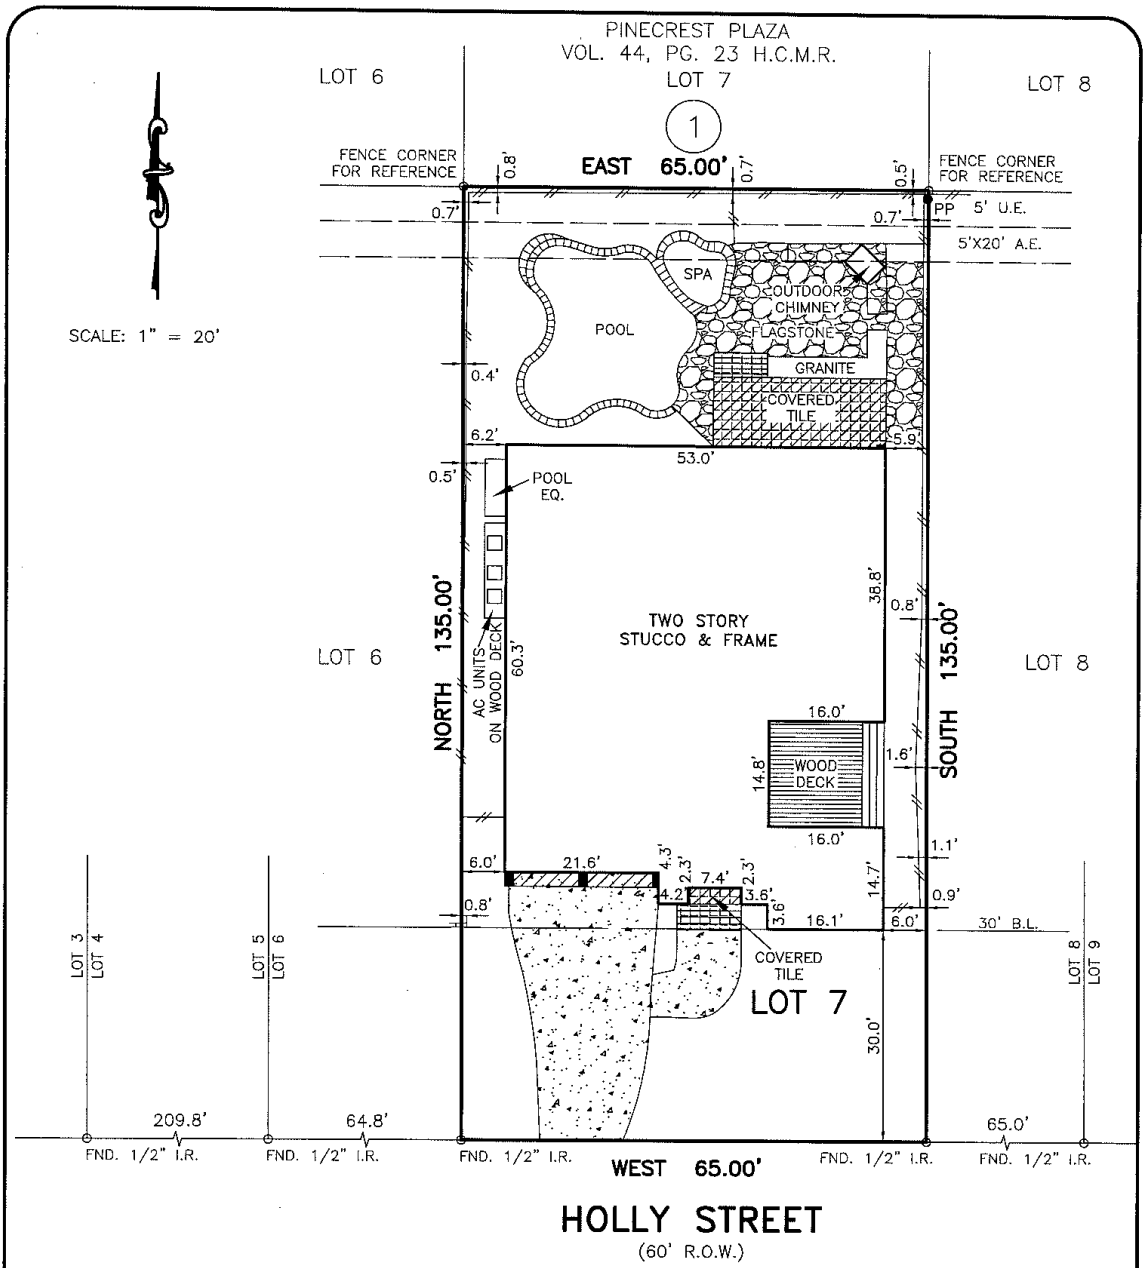 PINECREST PLAZA
VOL. 44, PG. 23 H.C.M.R.
LOT 6
LOT 7
LOT 8
1
FENCE CORNER
FOR REFERENCE
0.8'
EAST 65.00'
0.7'
0.5'
FENCE CORNER
FOR REFERENCE
0.7'
0.7'
PP
5' U.E.
5'X20' A.E.
SPA
OUTDOOR
CHIMNEY
SCALE: 1" = 20'
POOL
FLAGSTONE
0.4'
GRANITE
COVERED
TILE
6.2'
53.0'
5.9'
0.5'
POOL
EQ.
38.8'
0.8'
TWO STORY
STUCCO & FRAME
LOT 6
LOT 8
NORTH 135.00'
AC UNITS
ON WOOD DECK
60.3'
SOUTH 135.00'
16.0'
14.8'
WOOD
DECK
1.6'
16.0'
6.0'
21.6'
4.3'
2.3'
7.4'
2.3'
14.7'
1.1'
4.2'
3.6'
3.6'
0.8'
16.1'
6.0'
0.9'
30' B.L.
LOT 3
LOT 4
LOT 5
LOT 6
COVERED
TILE
LOT 8
LOT 9
LOT 7
30.0'
209.8'
64.8'
65.0'
FND. 1/2" I.R.
FND. 1/2" I.R.
FND. 1/2" I.R.
WEST 65.00'
FND. 1/2" I.R.
FND. 1/2" I.R.
HOLLY STREET
(60' R.O.W.)